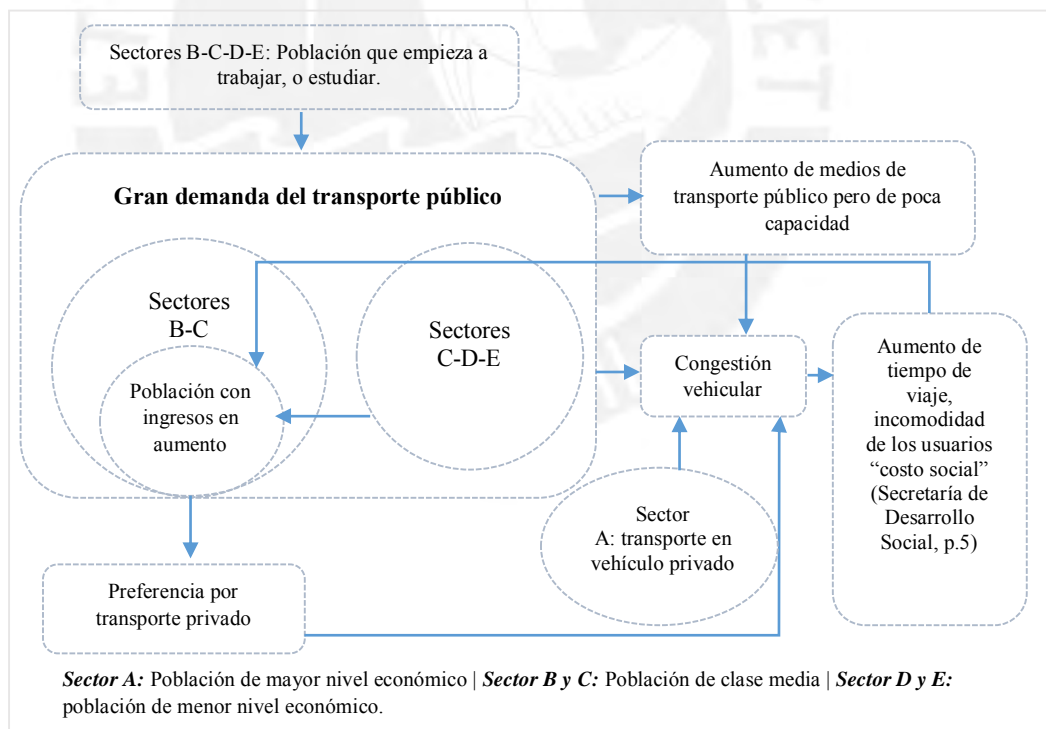 Sectores B-C-D-E: Población que empieza a
trabajar, o estudiar.
Gran demanda del transporte público
Aumento de medios de
transporte público pero de poca
capacidad
Sectores
B-C
Sectores
C-D-E
Población con
ingresos en
aumento
Congestión
vehicular
Aumento de
tiempo de
viaje,
incomodidad
de los usuarios
“costo social”
(Secretaría de
Desarrollo
Social, p.5)
Sector
A: transporte en
vehículo privado
Preferencia por
transporte privado
Sector A: Población de mayor nivel económico | Sector B y C: Población de clase media | Sector D y E:
población de menor nivel económico.